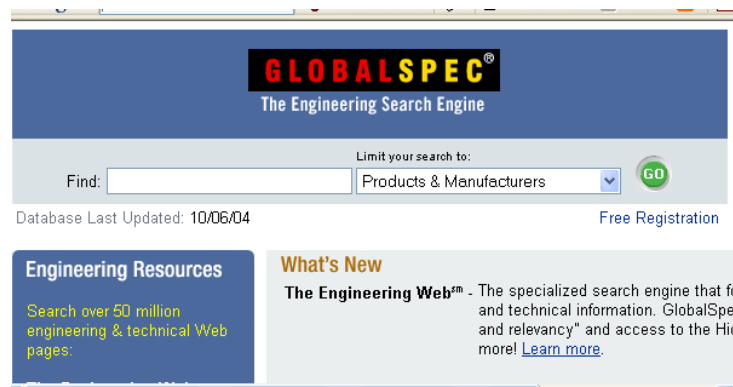 GLOBALSPEC®
The Engineering Search Engine
Limit your search to:
Find:
Products & Manufacturers
GO
Database Last Updated: 10/06/04
Free Registration
Engineering Resources
Search over 50 million
engineering & technical Web
pages:
What's New
The Engineering Web℠ - The specialized search engine that
and technical information.
and relevancy" and access to the
more! Learn more.